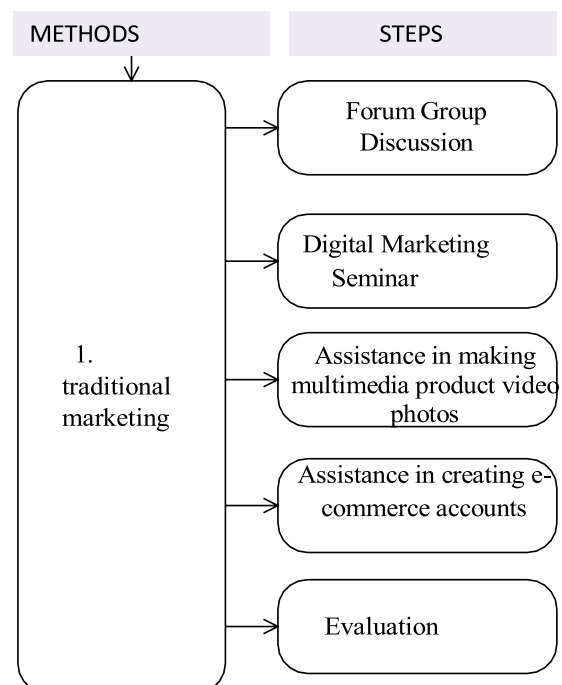 METHODS
STEPS
1.
traditional
marketing
Forum Group
Discussion
Digital Marketing
Seminar
Assistance in making
multimedia product video
photos
Assistance in creating e-
commerce accounts
Evaluation